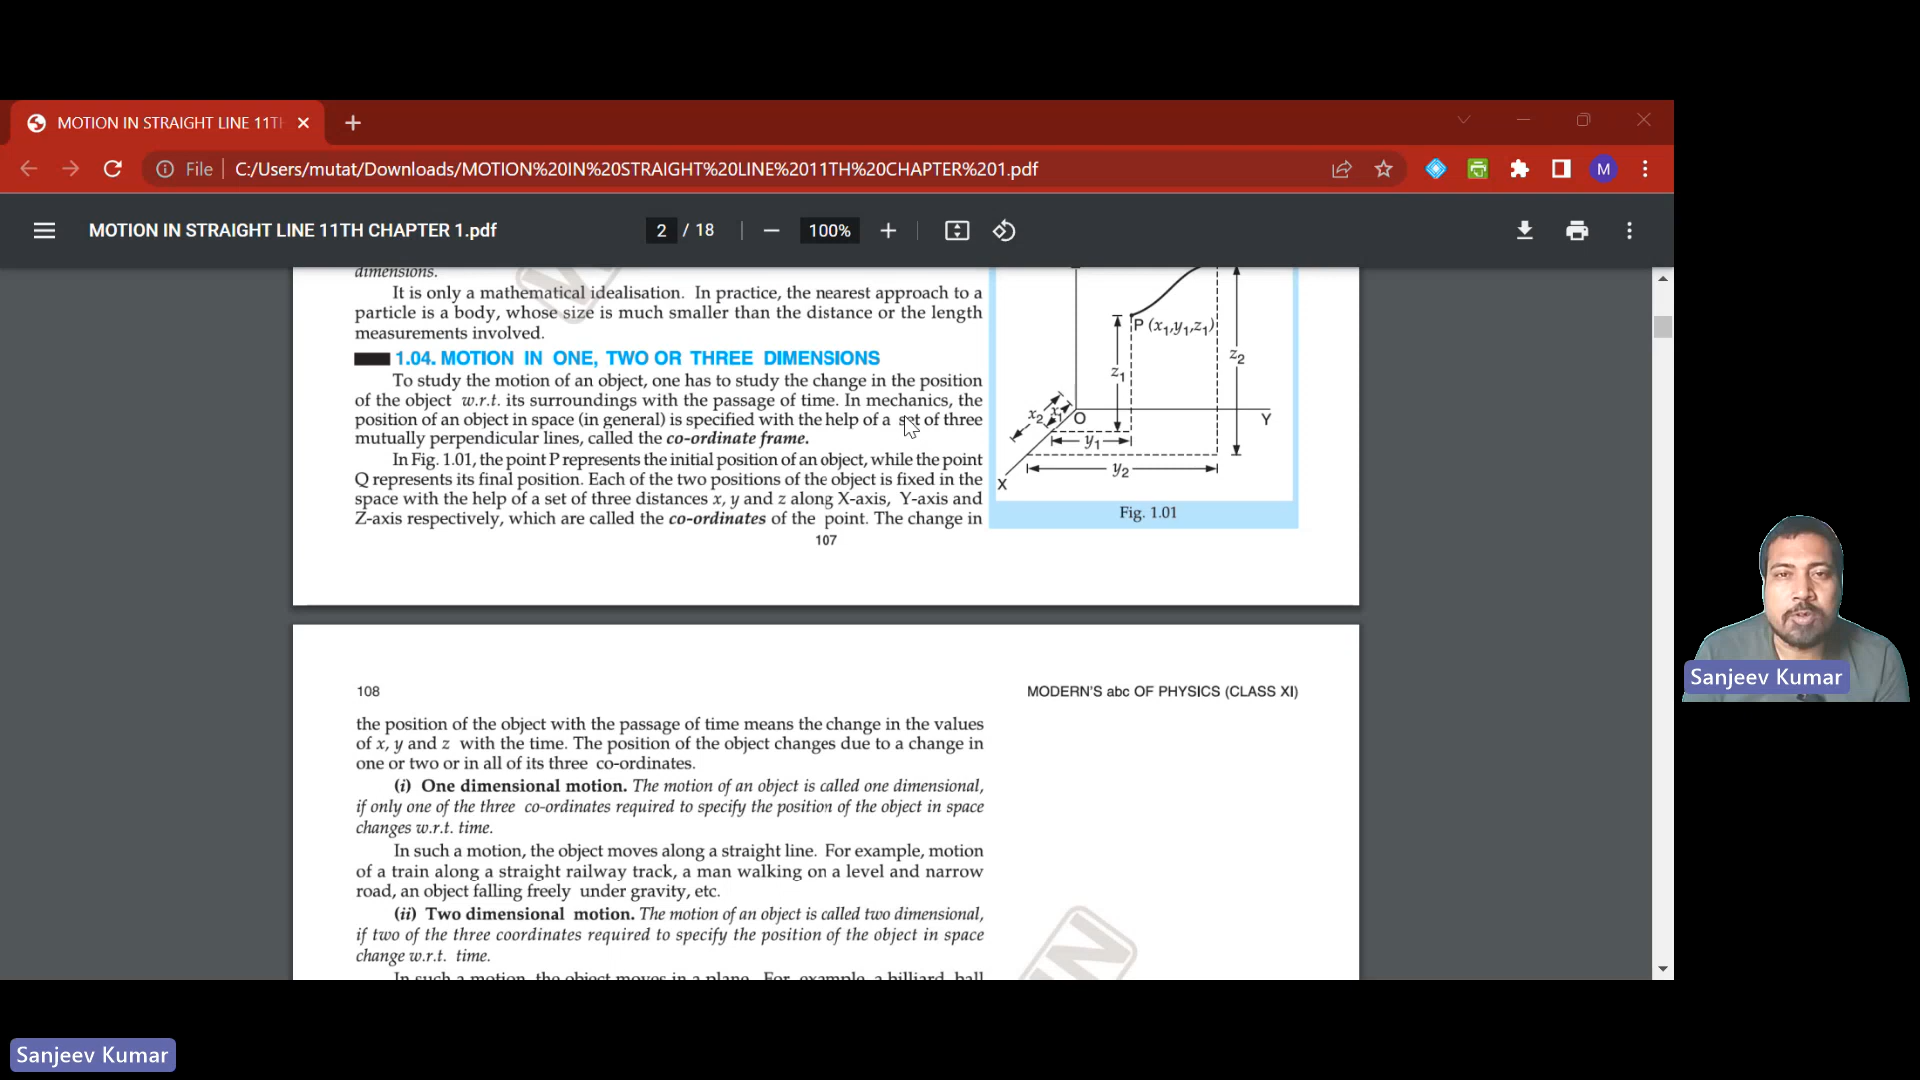 MOTION IN STRAIGHT LINE 11TH
File C:/Users/mutat/Downloads/MOTION%20IN%20STRAIGHT%20LINE%2011TH%20CHAPTER%201.pdf
M
MOTION IN STRAIGHT LINE 11TH CHAPTER 1.pdf
2 / 18
100%
dimensions.
It is only a mathematical idealisation. In practice, the nearest approach to a
particle is a body, whose size is much smaller than the distance or the length
measurements involved.
1.04. MOTION IN ONE, TWO OR THREE DIMENSIONS
To study the motion of an object, one has to study the change in the position
of the object w.r.t. its surroundings with the passage of time. In mechanics, the
position of an object in space (in general) is specified with the help of a set of three
mutually perpendicular lines, called the co-ordinate frame.
In Fig. 1.01, the point P represents the initial position of an object, while the point
Q represents its final position. Each of the two positions of the object is fixed in the
space with the help of a set of three distances x, y and z along X-axis, Y-axis and
Z-axis respectively, which are called the co-ordinates of the point. The change in
P (x₁,y₁,z₁)
z₂
z₁
x₂
x₁
O
Y
y₁
y₂
X
Fig. 1.01
107
108
MODERN'S abc OF PHYSICS (CLASS XI)
the position of the object with the passage of time means the change in the values
of x, y and z with the time. The position of the object changes due to a change in
one or two or in all of its three co-ordinates.
(i) One dimensional motion. The motion of an object is called one dimensional,
if only one of the three co-ordinates required to specify the position of the object in space
changes w.r.t. time.
In such a motion, the object moves along a straight line. For example, motion
of a train along a straight railway track, a man walking on a level and narrow
road, an object falling freely under gravity, etc.
(ii) Two dimensional motion. The motion of an object is called two dimensional,
if two of the three coordinates required to specify the position of the object in space
change w.r.t. time.
In such a motion, the object moves in a plane. For example, a billiard ball
Sanjeev Kumar
Sanjeev Kumar